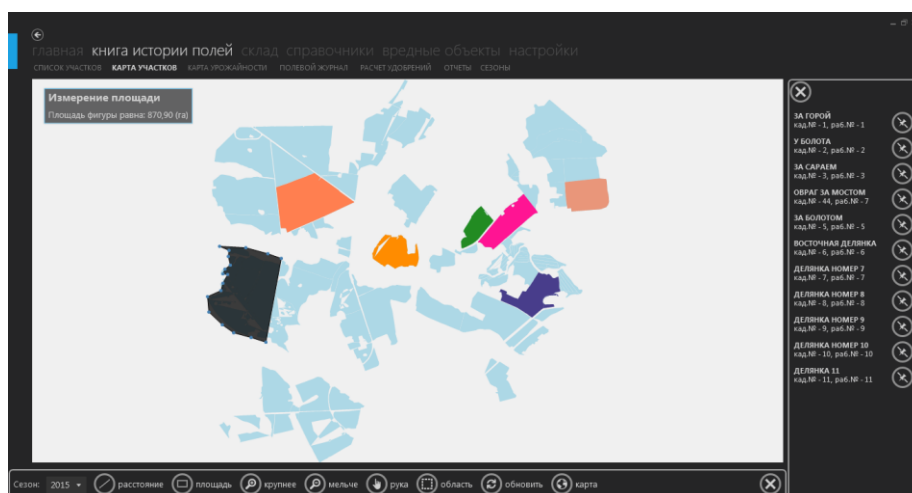 главная книга истории полей склад справочники вредные объекты настройки
СПИСОК УЧАСТКОВ КАРТА УЧАСТКОВ КАРТА УРОЖАЙНОСТИ ПОЛЕВОЙ ЖУРНАЛ РАСЧЕТ УДОБРЕНИЙ ОТЧЕТЫ СЕЗОНЫ
Измерение площади
Площадь фигуры равна: 870,90 (га)
ЗА ГОРОЙ
кад.№ - 1, раб.№ - 1
У БОЛОТА
кад.№ - 2, раб.№ - 2
ЗА САРАЕМ
кад.№ - 3, раб.№ - 3
ОВРАГ ЗА МОСТОМ
кад.№ - 44, раб.№ - 7
ЗА БОЛОТОМ
кад.№ - 5, раб.№ - 5
ВОСТОЧНАЯ ДЕЛЯНКА
кад.№ - 6, раб.№ - 6
ДЕЛЯНКА НОМЕР 7
кад.№ - 7, раб.№ - 7
ДЕЛЯНКА НОМЕР 8
кад.№ - 8, раб.№ - 8
ДЕЛЯНКА НОМЕР 9
кад.№ - 9, раб.№ - 9
ДЕЛЯНКА НОМЕР 10
кад.№ - 10, раб.№ - 10
ДЕЛЯНКА 11
кад.№ - 11, раб.№ - 11
Сезон: 2015 расстояние площадь крупнее мельче рука область обновить карта